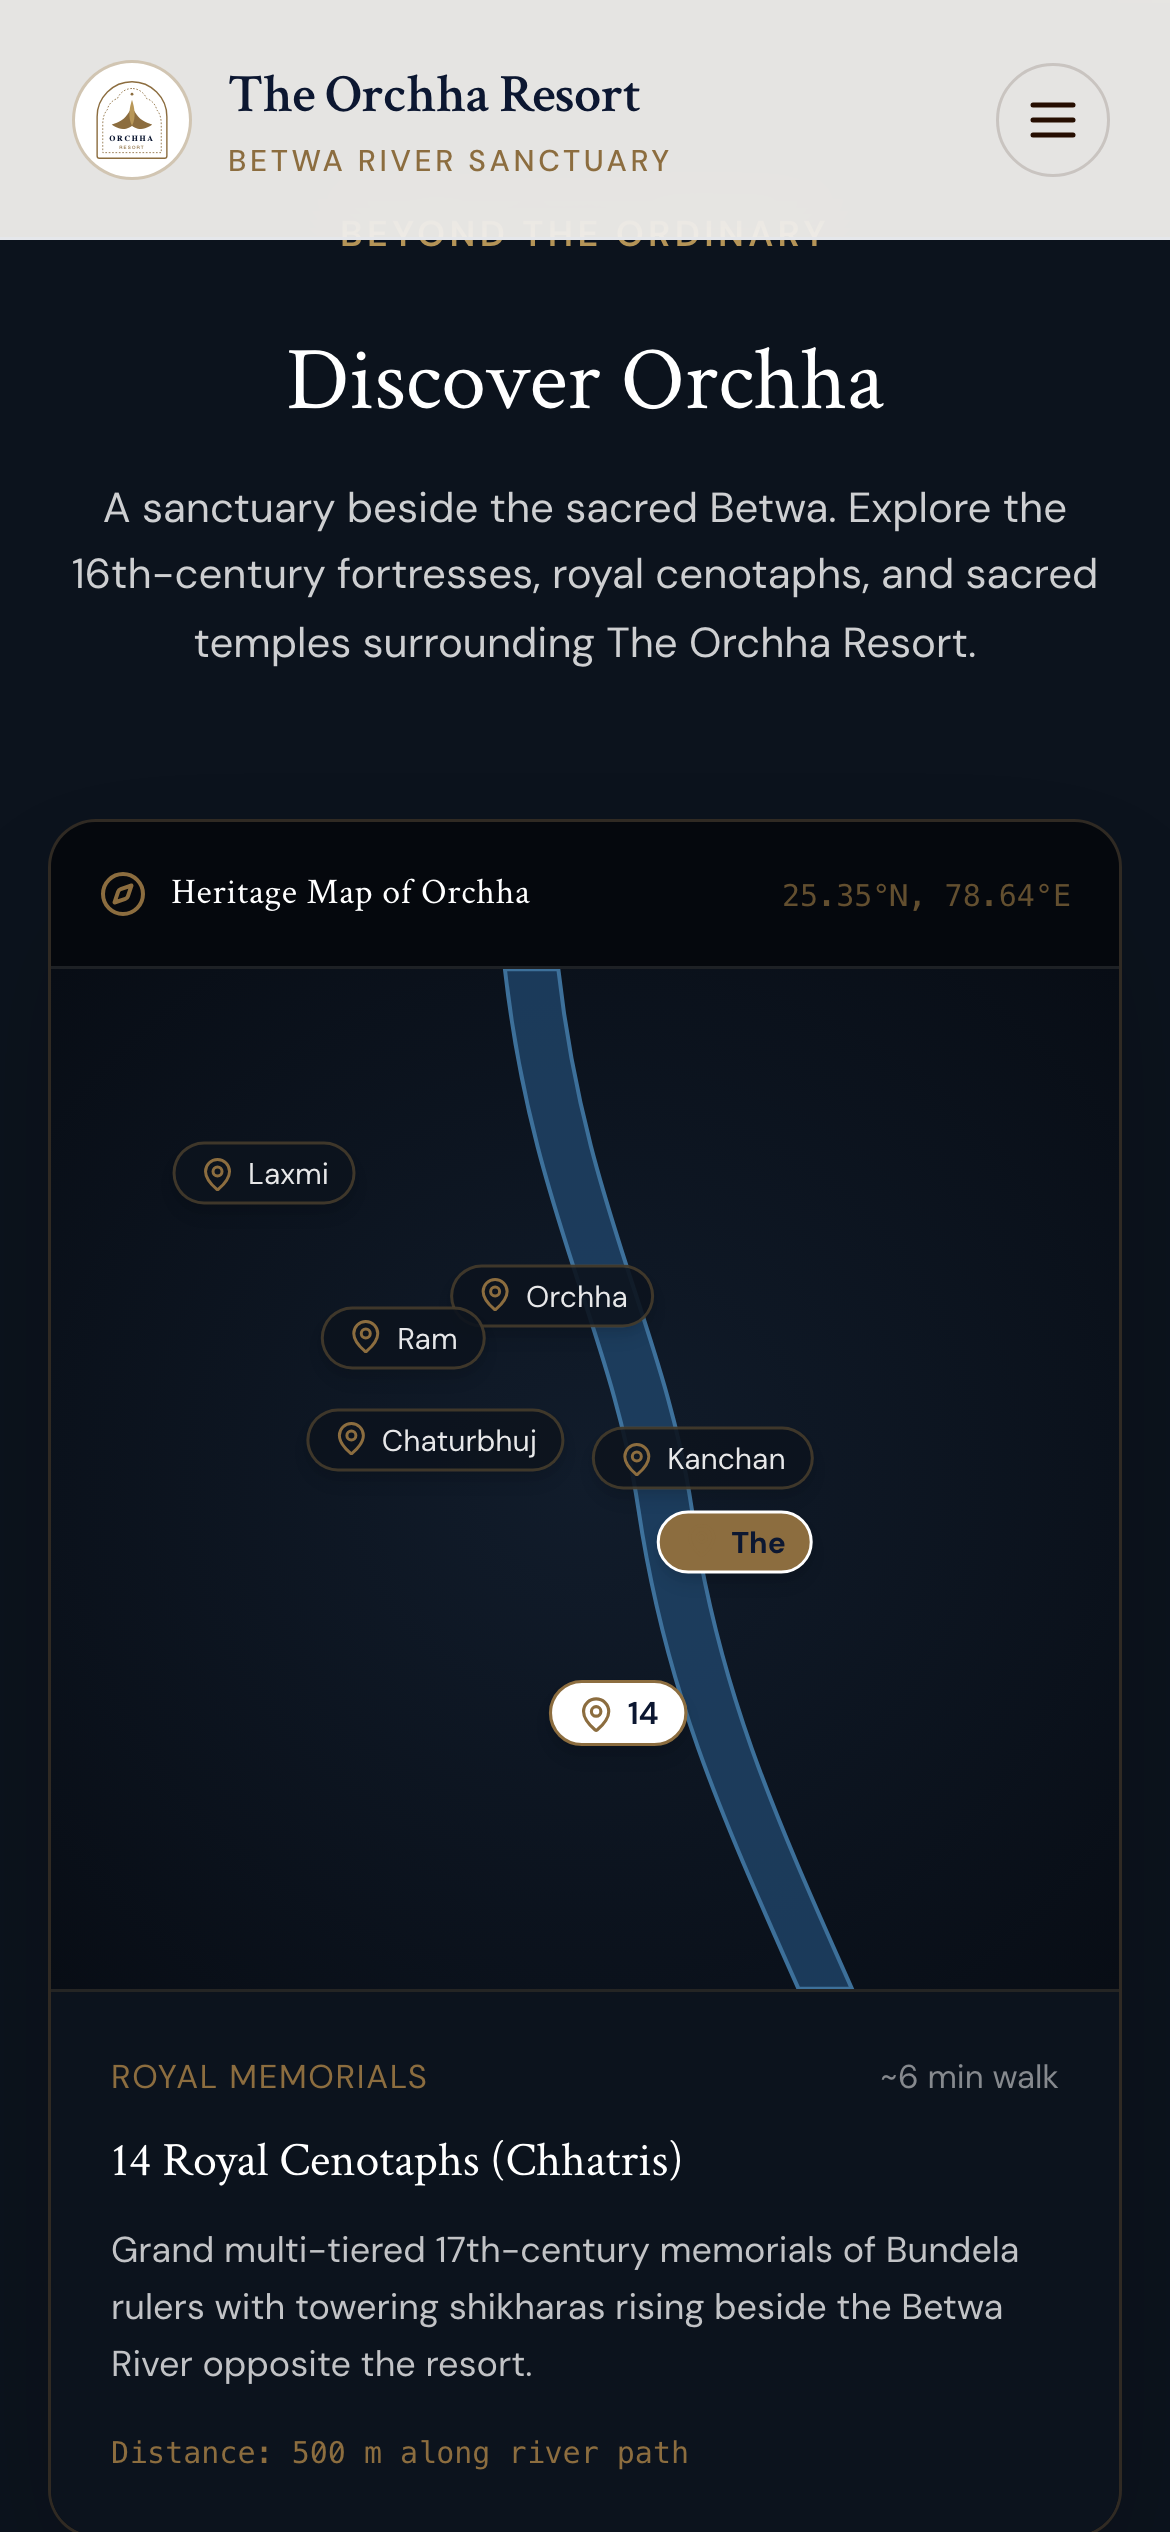 ORCHHA
RESORT
The Orchha Resort
BETWA RIVER SANCTUARY
BEYOND THE ORDINARY
Discover Orchha
A sanctuary beside the sacred Betwa. Explore the
16th-century fortresses, royal cenotaphs, and sacred
temples surrounding The Orchha Resort.
Heritage Map of Orchha
25.35°N, 78.64°E
Laxmi
Orchha
Ram
Chaturbhuj
Kanchan
The
14
ROYAL MEMORIALS
~6 min walk
14 Royal Cenotaphs (Chhatris)
Grand multi-tiered 17th-century memorials of Bundela
rulers with towering shikharas rising beside the Betwa
River opposite the resort.
Distance: 500 m along river path